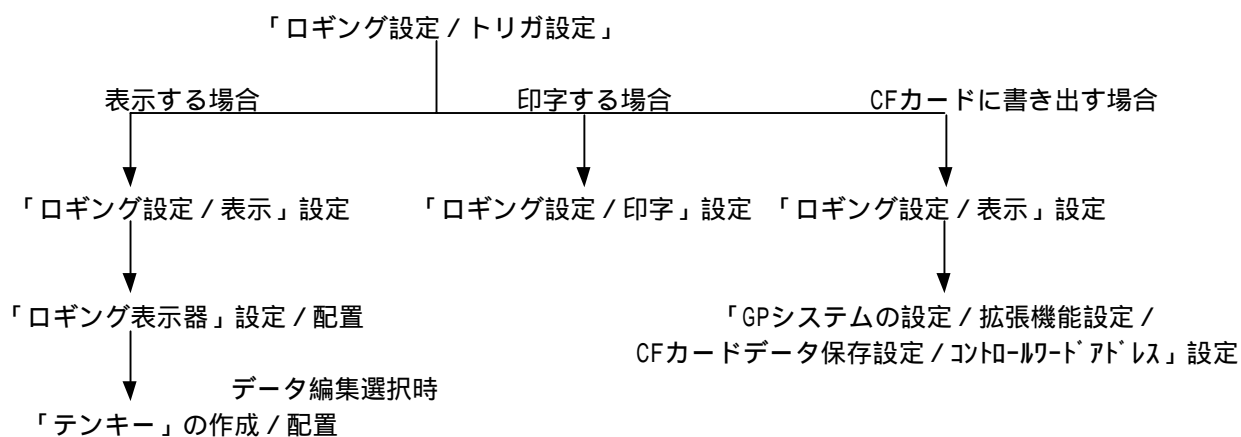 「ロギング設定/トリガ設定」
表示する場合
印字する場合
CFカードに書き出す場合
「ロギング設定/表示」設定
「ロギング設定/印字」設定
「ロギング設定/表示」設定
「ロギング表示器」設定/配置
「GPシステムの設定/拡張機能設定/
CFカードデータ保存設定/ｺﾝﾄﾛｰﾙﾜｰﾄﾞｱﾄﾞﾚｽ」設定
データ編集選択時
「テンキー」の作成/配置